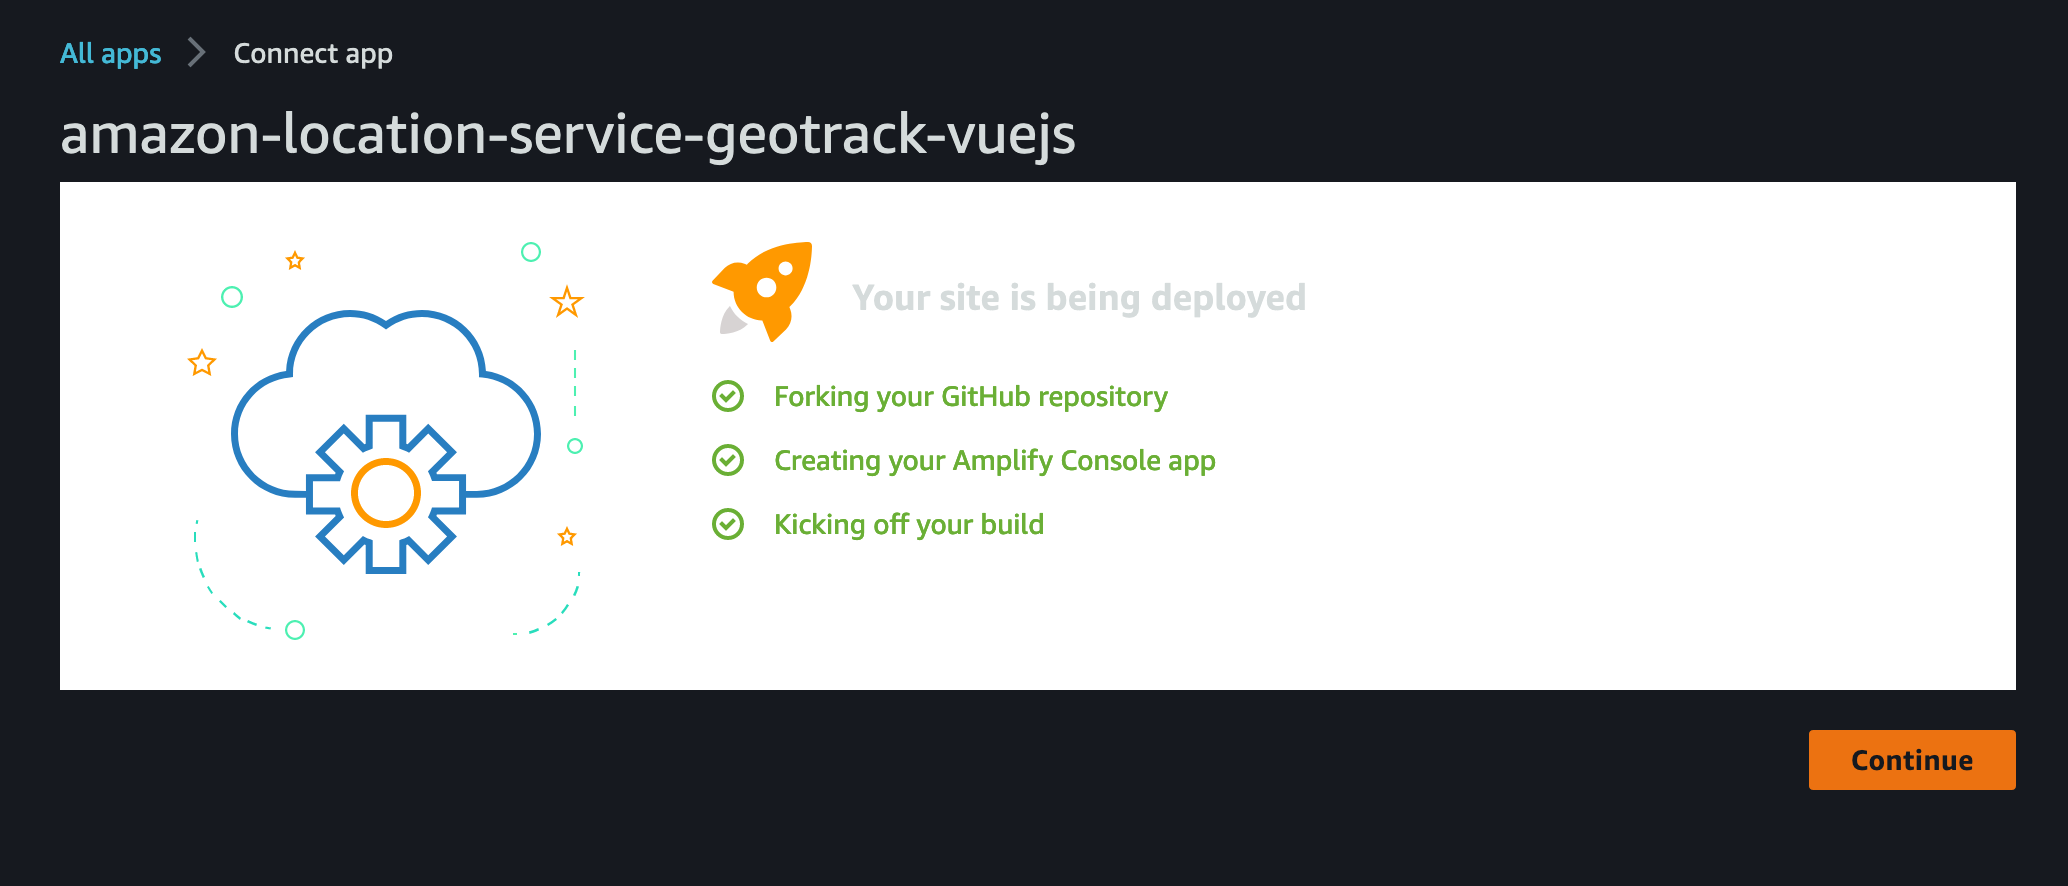 All apps
Connect app
amazon-location-service-geotrack-vuejs
Your site is being deployed
Forking your GitHub repository
Creating your Amplify Console app
Kicking off your build
Continue